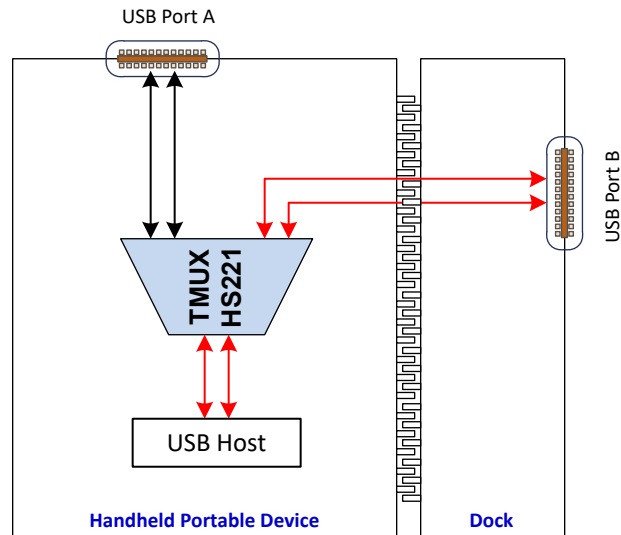 USB Port A
USB Port B
TMUX
HS221
USB Host
Handheld Portable Device
Dock